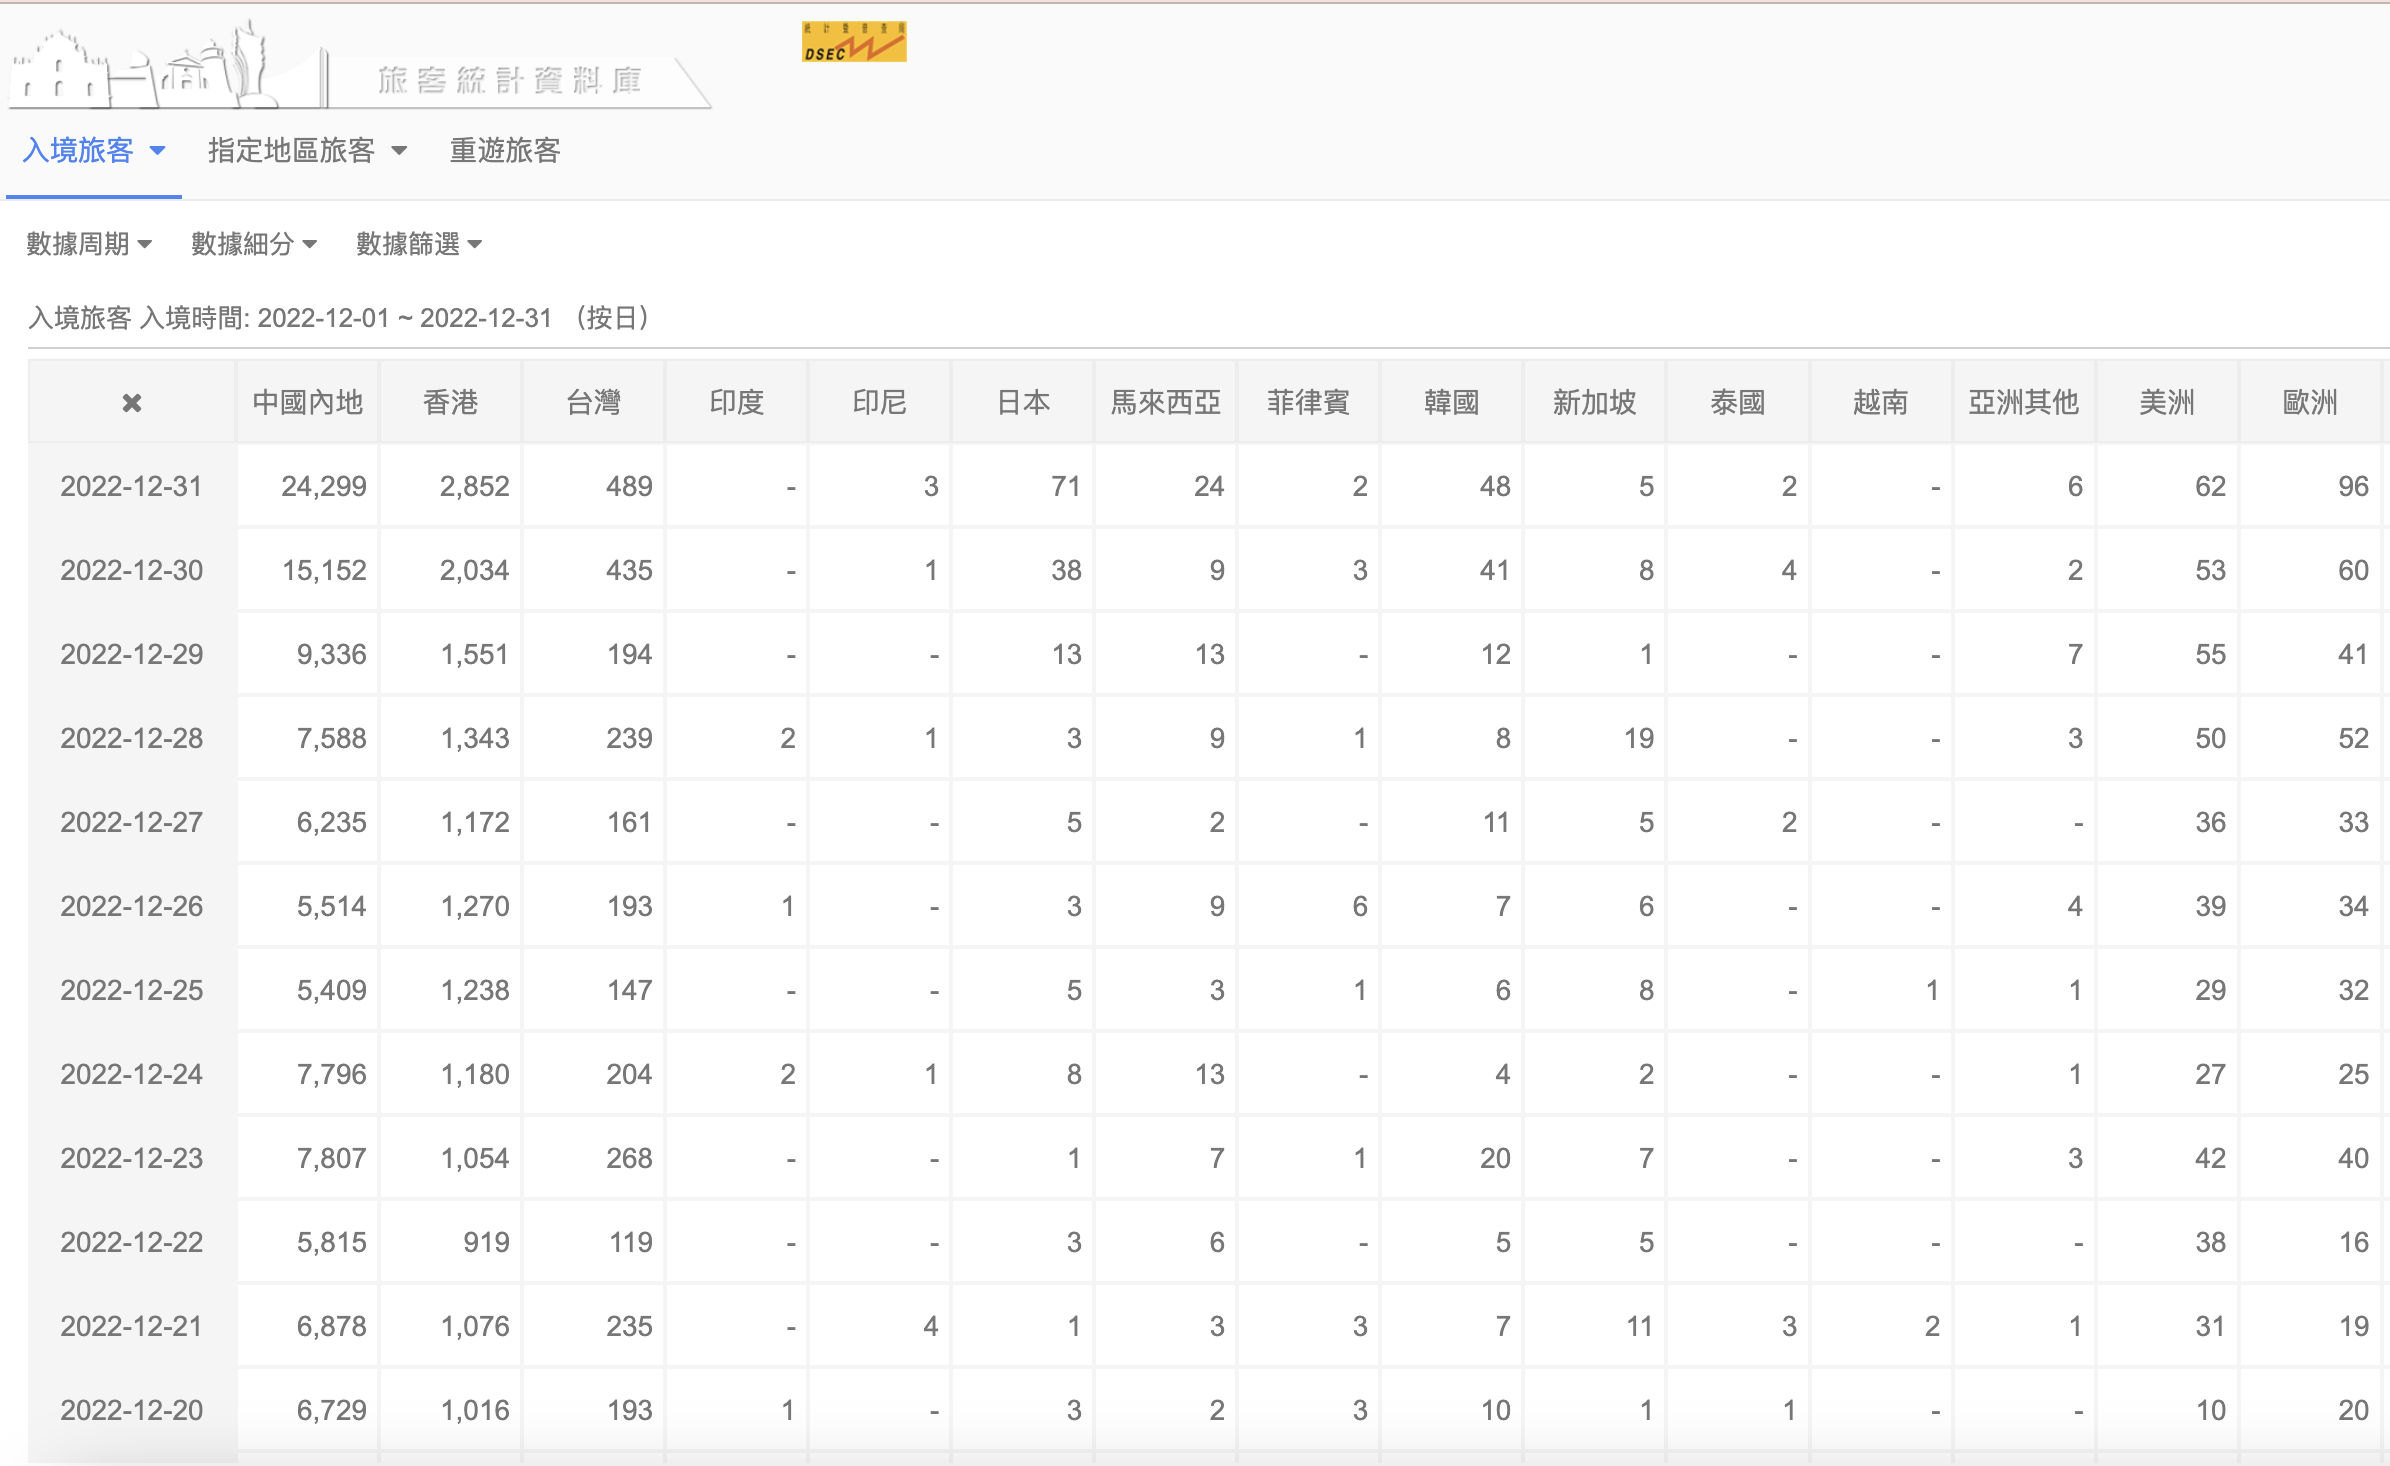 統計暨普查局
DSEC
旅客統計資料庫
入境旅客 指定地區旅客 重遊旅客
數據周期 數據細分 數據篩選
入境旅客 入境時間: 2022-12-01 ~ 2022-12-31 （按日）
✖ 中國內地 香港 台灣 印度 印尼 日本 馬來西亞 菲律賓 韓國 新加坡 泰國 越南 亞洲其他 美洲 歐洲
2022-12-31 24,299 2,852 489 - 3 71 24 2 48 5 2 - 6 62 96
2022-12-30 15,152 2,034 435 - 1 38 9 3 41 8 4 - 2 53 60
2022-12-29 9,336 1,551 194 - - 13 13 - 12 1 - - 7 55 41
2022-12-28 7,588 1,343 239 2 1 3 9 1 8 19 - - 3 50 52
2022-12-27 6,235 1,172 161 - - 5 2 - 11 5 2 - - 36 33
2022-12-26 5,514 1,270 193 1 - 3 9 6 7 6 - - 4 39 34
2022-12-25 5,409 1,238 147 - - 5 3 1 6 8 - 1 1 29 32
2022-12-24 7,796 1,180 204 2 1 8 13 - 4 2 - - 1 27 25
2022-12-23 7,807 1,054 268 - - 1 7 1 20 7 - - 3 42 40
2022-12-22 5,815 919 119 - - 3 6 - 5 5 - - - 38 16
2022-12-21 6,878 1,076 235 - 4 1 3 3 7 11 3 2 1 31 19
2022-12-20 6,729 1,016 193 1 - 3 2 3 10 1 1 - - 10 20